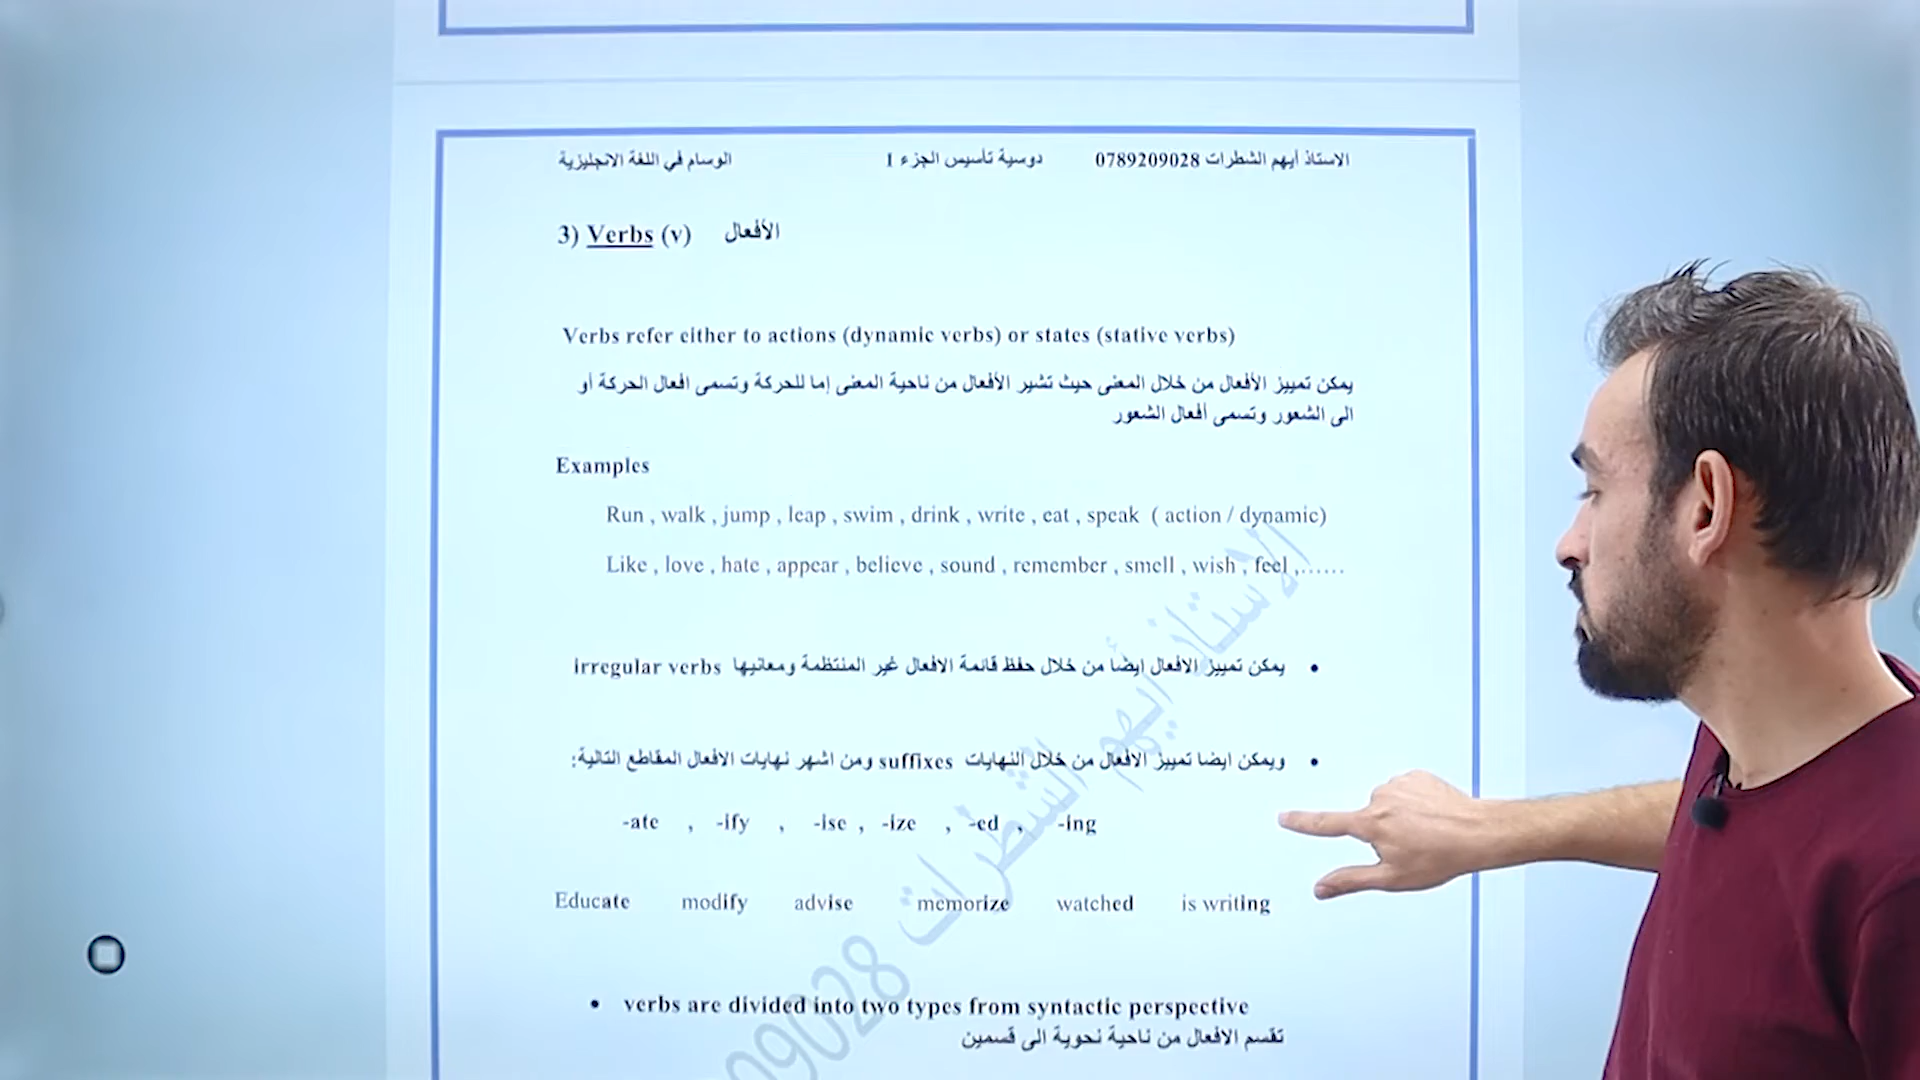 الاستاذ أيهم الشطرات 0789209028 دوسية تأسيس الجزء 1 الوسام في اللغة الانجليزية
3) Verbs (v) الأفعال
Verbs refer either to actions (dynamic verbs) or states (stative verbs)
يمكن تمييز الأفعال من خلال المعنى حيث تشير الأفعال من ناحية المعنى إما للحركة وتسمى افعال الحركة أو
الى الشعور وتسمى أفعال الشعور
Examples
Run , walk , jump , leap , swim , drink , write , eat , speak ( action / dynamic)
Like , love , hate , appear , believe , sound , remember , smell , wish , feel ,......
• يمكن تمييز الافعال ايضا من خلال حفظ قائمة الافعال غير المنتظمة ومعانيها irregular verbs
• ويمكن ايضا تمييز الافعال من خلال النهايات suffixes ومن اشهر نهايات الافعال المقاطع التالية:
-ate , -ify , -ise , -ize , -ed , -ing
Educate modify advise memorize watched is writing
• verbs are divided into two types from syntactic perspective
تقسم الافعال من ناحية نحوية الى قسمين
الاستاذ أيهم الشطرات 09028